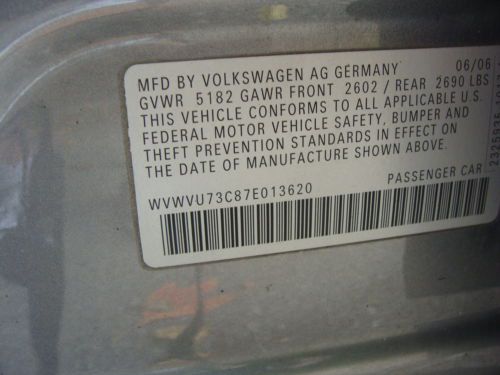 MFD BY VOLKSWAGEN AG GERMANY 06/06
GVWR 5182 GAWR FRONT 2602 / REAR 2690 LBS
THIS VEHICLE CONFORMS TO ALL APPLICABLE U.S.
FEDERAL MOTOR VEHICLE SAFETY, BUMPER AND
THEFT PREVENTION STANDARDS IN EFFECT ON
THE DATE OF MANUFACTURE SHOWN ABOVE.
WVWVU73C87E013620 PASSENGER CAR